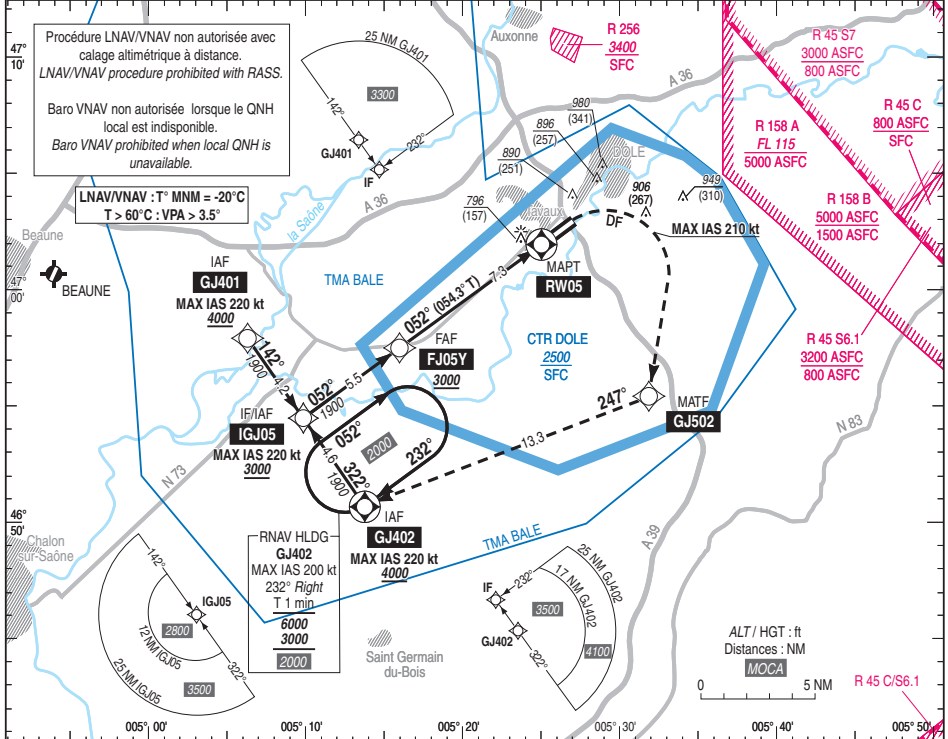 Procédure LNAV/VNAV non autorisée avec
calage altimétrique à distance.
LNAV/VNAV procedure prohibited with RASS.
Baro VNAV non autorisée lorsque le QNH
local est indisponible.
Baro VNAV prohibited when local QNH is
unavailable.
LNAV/VNAV : T° MNM = -20°C
T > 60°C : VPA > 3.5°
47°
10'
47°
00'
46°
50'
25 NM GJ401
3300
142°
232°
GJ401
IF
Auxonne
R 256
3400
SFC
A 36
R 45 S7
3000 ASFC
800 ASFC
R 45 C
800 ASFC
SFC
R 158 A
FL 115
5000 ASFC
R 158 B
5000 ASFC
1500 ASFC
R 45 S6.1
3200 ASFC
800 ASFC
980
(341)
896
(257)
890
(251)
DOLE
906
(267)
949
(310)
796
(157)
Tavaux
DF
MAX IAS 210 kt
la Saône
A 36
Beaune
BEAUNE
TMA BALE
IAF
GJ401
MAX IAS 220 kt
4000
MAPT
RW05
052° (054.3° T)
7.3
142°
1900
4.2
FAF
FJ05Y
3000
CTR DOLE
2500
SFC
052°
1900
5.5
IF/IAF
IGJ05
MAX IAS 220 kt
3000
052°
2000
232°
322°
4.6
1900
247°
13.3
MATF
GJ502
N 83
N 73
IAF
GJ402
MAX IAS 220 kt
4000
TMA BALE
A 39
Chalon
sur-Saône
RNAV HLDG
GJ402
MAX IAS 200 kt
232° Right
T 1 min
6000
3000
2000
142°
IGJ05
2800
12 NM IGJ05
322°
25 NM IGJ05
3500
Saint Germain
du-Bois
25 NM GJ402
17 NM GJ402
IF
232°
3500
GJ402
322°
4100
ALT / HGT : ft
Distances : NM
MOCA
0 5 NM
R 45 C/S6.1
005° 00' 005° 10' 005° 20' 005° 30' 005° 40' 005° 50'